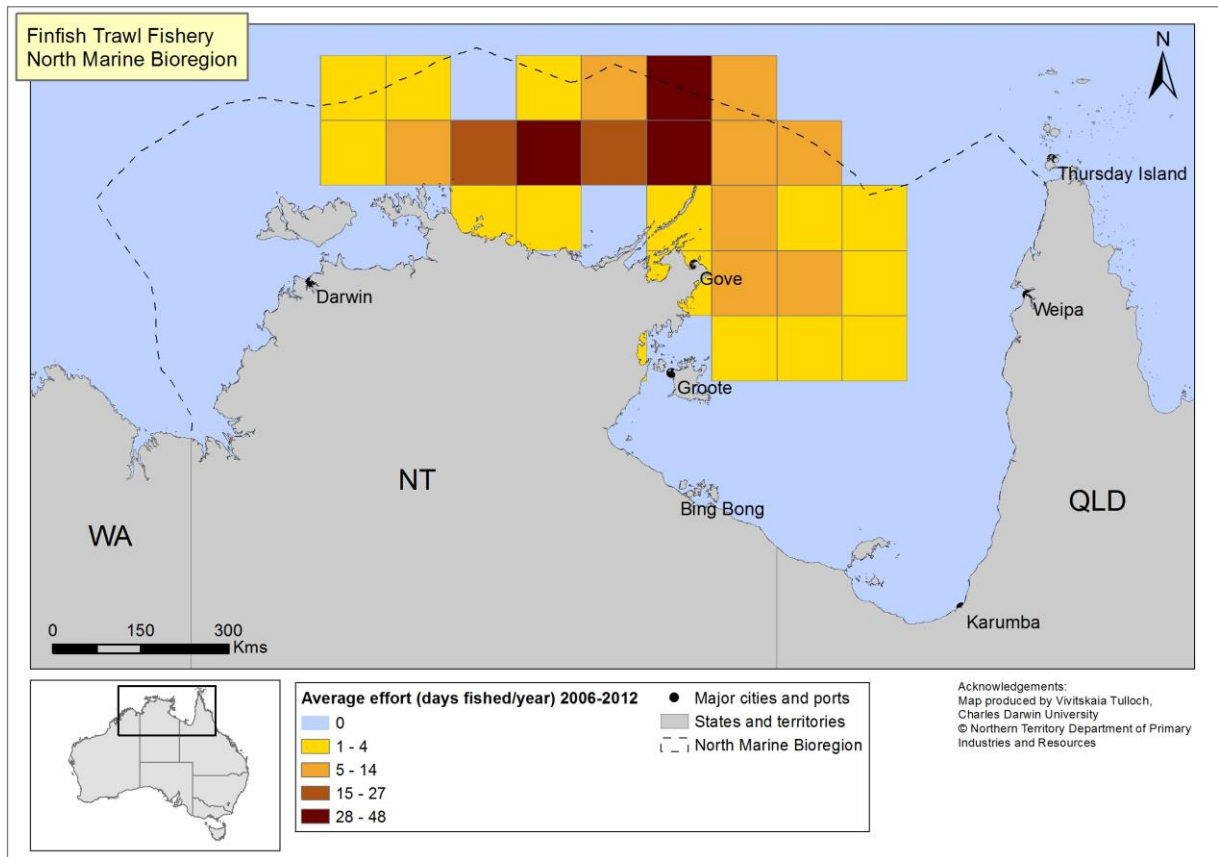 Finfish Trawl Fishery
North Marine Bioregion
N
Thursday Island
Darwin
Gove
Weipa
Groote
NT
Bing Bong
QLD
WA
Karumba
0 150 300
Kms
Average effort (days fished/year) 2006-2012
0
1 - 4
5 - 14
15 - 27
28 - 48
Major cities and ports
States and territories
North Marine Bioregion
Acknowledgements:
Map produced by Vivitskaia Tulloch,
Charles Darwin University
© Northern Territory Department of Primary
Industries and Resources